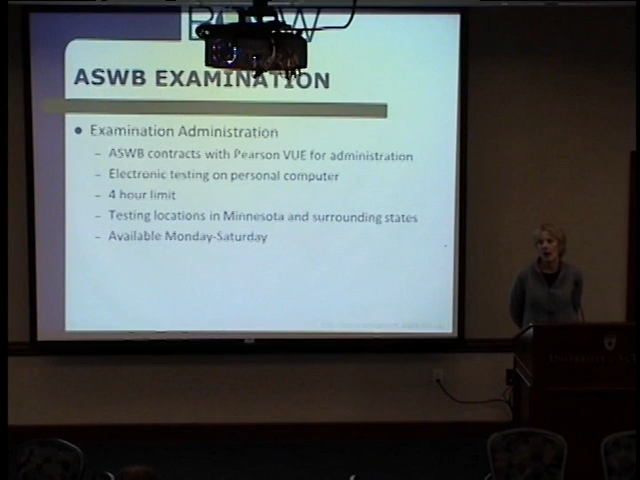 ASWB EXAMINATION
• Examination Administration
– ASWB contracts with Pearson VUE for administration
– Electronic testing on personal computer
– 4 hour limit
– Testing locations in Minnesota and surrounding states
– Available Monday-Saturday